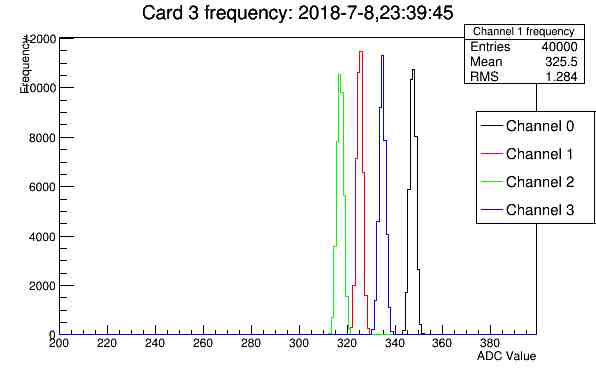 Card 3 frequency: 2018-7-8,23:39:45
Channel 1 frequency
Entries 40000
Mean 325.5
RMS 1.284
Frequency
12000
10000
8000
6000
4000
2000
0
Channel 0
Channel 1
Channel 2
Channel 3
200 220 240 260 280 300 320 340 360 380
ADC Value